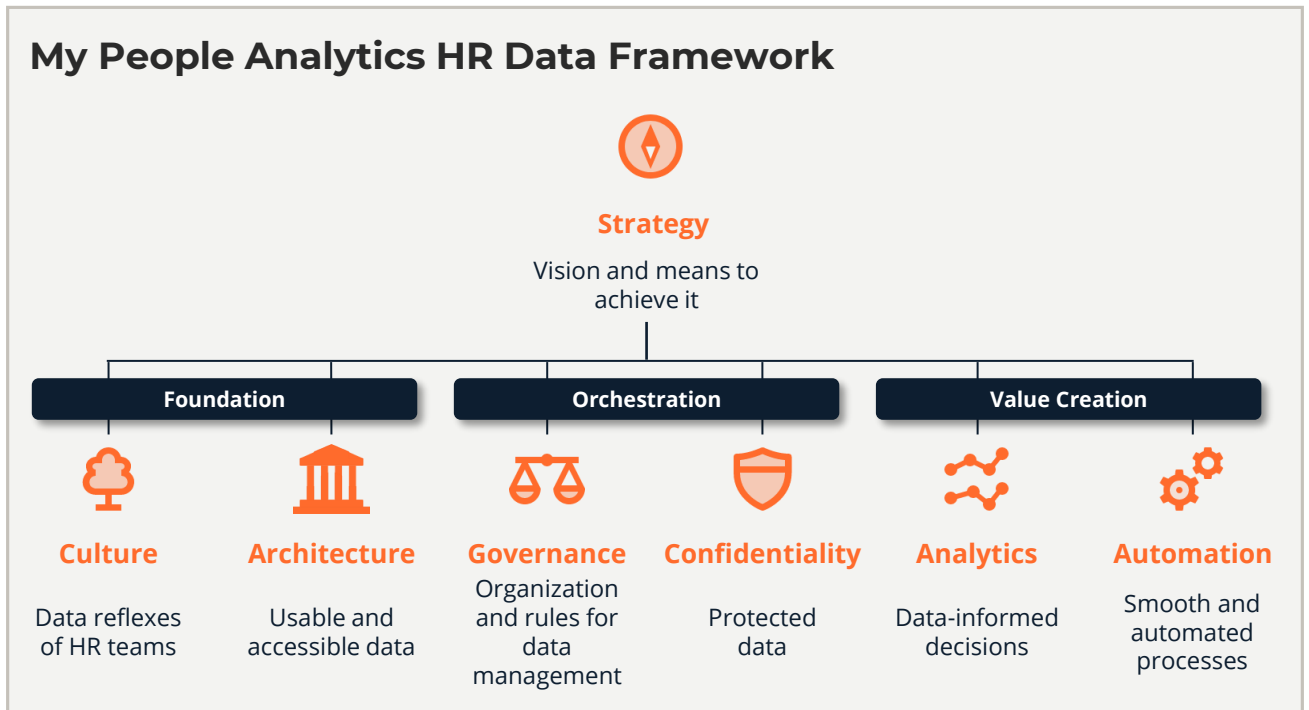 My People Analytics HR Data Framework
Strategy
Vision and means to
achieve it
Foundation
Orchestration
Value Creation
Culture
Data reflexes
of HR teams
Architecture
Usable and
accessible data
Governance
Organization
and rules for
data
management
Confidentiality
Protected
data
Analytics
Data-informed
decisions
Automation
Smooth and
automated
processes